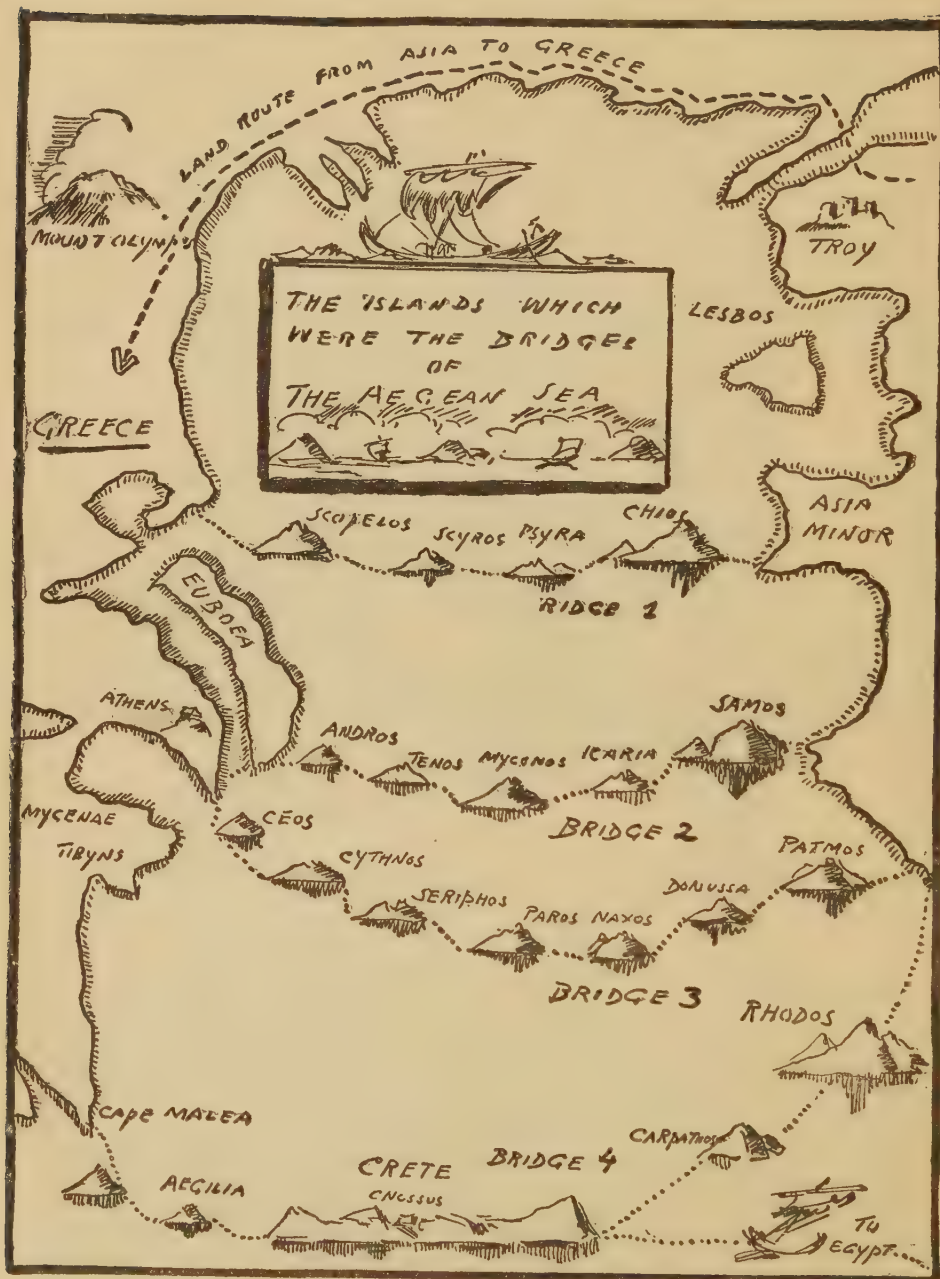 LAND ROUTE FROM ASIA TO GREECE
MOUNT OLYMPUS
TROY
THE ISLANDS WHICH
WERE THE BRIDGES
OF
THE AEGEAN SEA
LESBOS
GREECE
ASIA
MINOR
SCOPELOS
SCYROS
PSYRA
CHIOS
RIDGE 1
EUBOEA
ATHENS
ANDROS
TENOS
MYCONOS
ICARIA
SAMOS
BRIDGE 2
MYCENAE
TIRYNS
CEOS
CYTHNOS
SERIPHOS
PAROS
NAXOS
DONUSSA
PATMOS
BRIDGE 3
RHODOS
CAPE MALEA
AEGILIA
CRETE
CNOSSUS
BRIDGE 4
CARPATHOS
TO
EGYPT